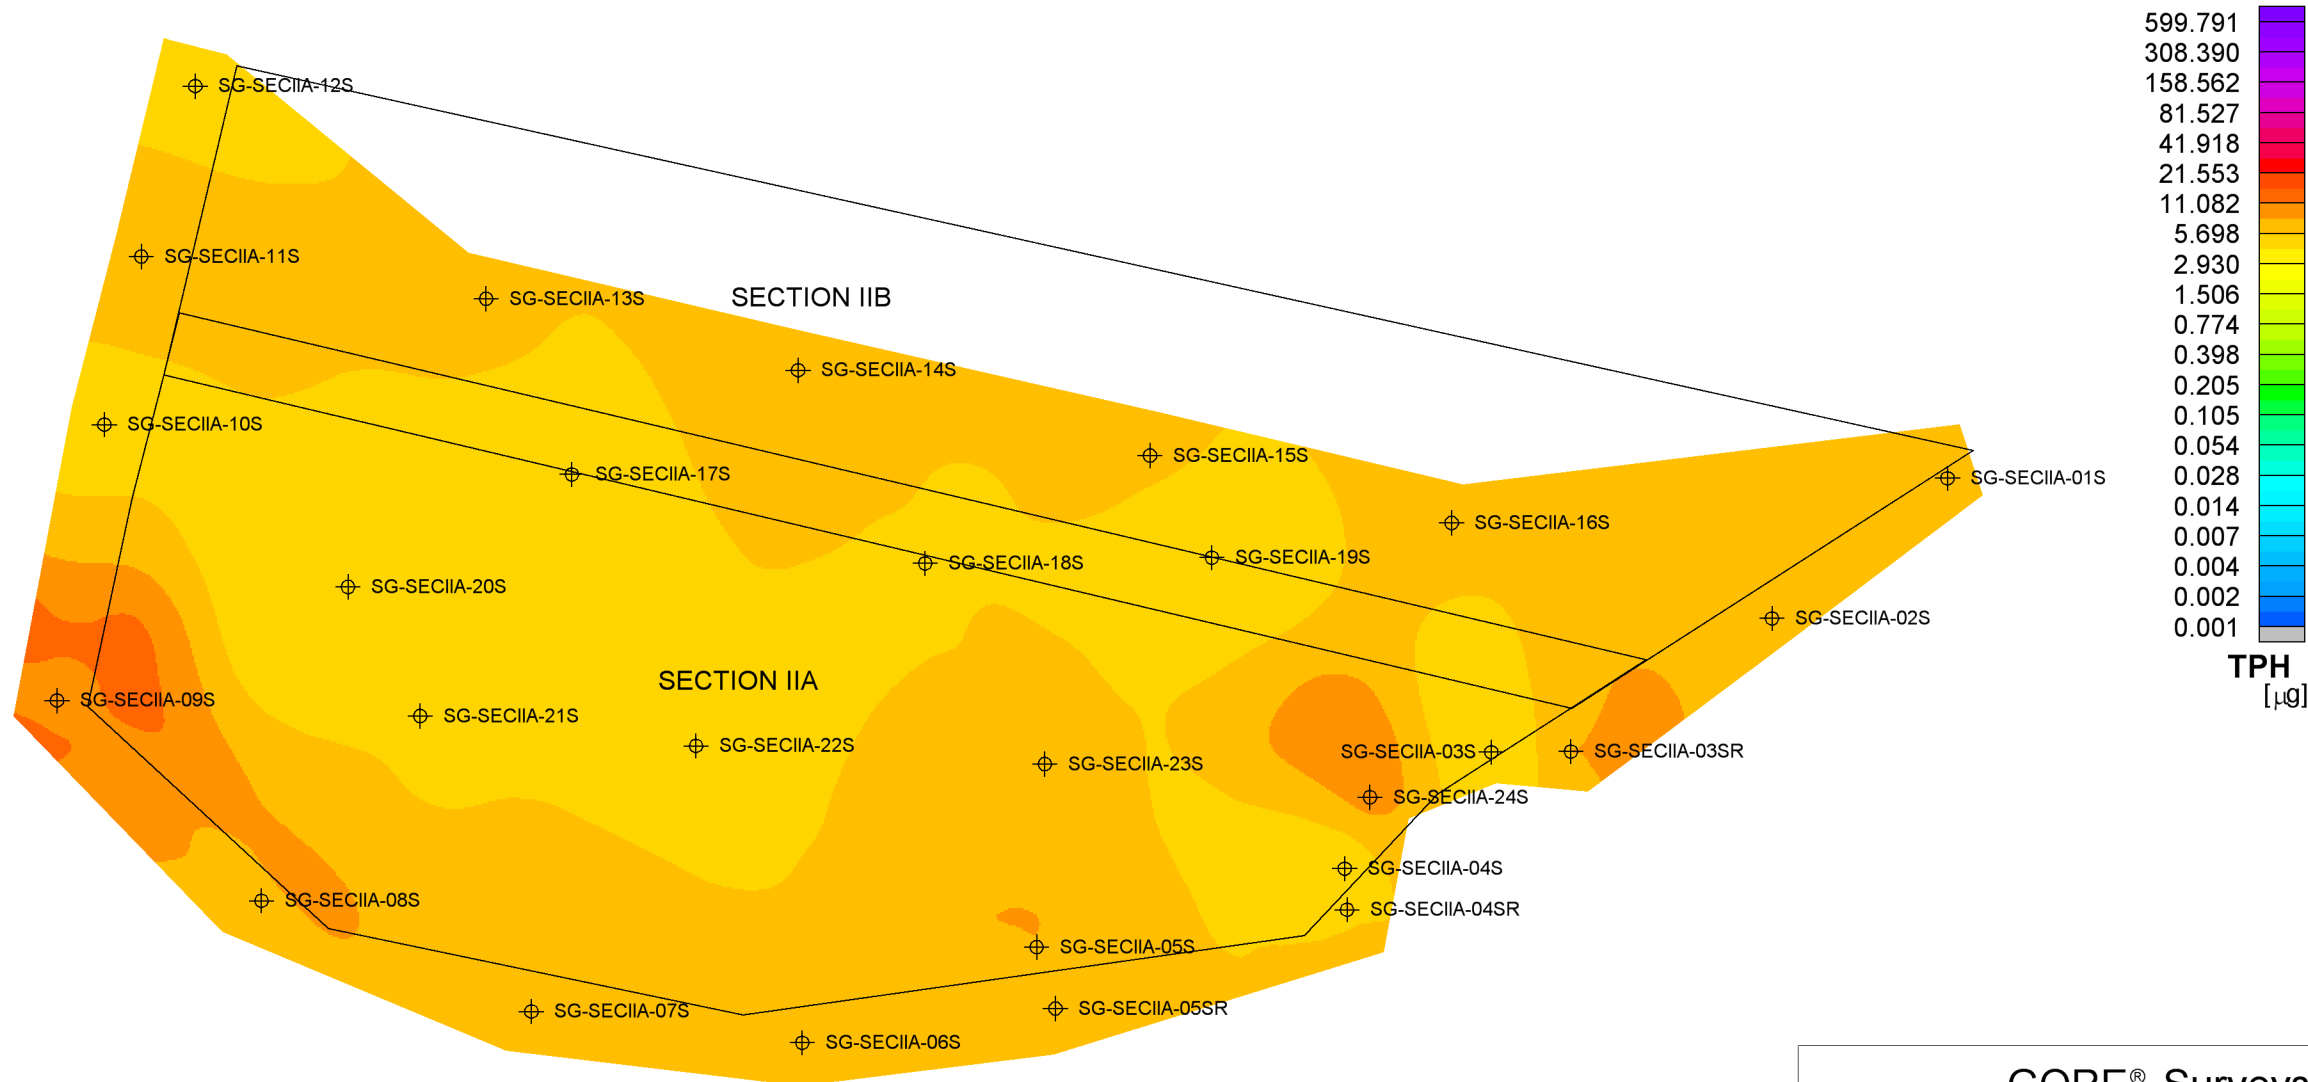 599.791
308.390
158.562
81.527
41.918
21.553
11.082
5.698
2.930
1.506
0.774
0.398
0.205
0.105
0.054
0.028
0.014
0.007
0.004
0.002
0.001
TPH
[µg]
SG-SECIIA-12S
SG-SECIIA-11S
SG-SECIIA-13S
SECTION IIB
SG-SECIIA-14S
SG-SECIIA-10S
SG-SECIIA-15S
SG-SECIIA-17S
SG-SECIIA-01S
SG-SECIIA-16S
SG-SECIIA-18S
SG-SECIIA-19S
SG-SECIIA-20S
SG-SECIIA-02S
SECTION IIA
SG-SECIIA-09S
SG-SECIIA-21S
SG-SECIIA-22S
SG-SECIIA-23S
SG-SECIIA-03S
SG-SECIIA-03SR
SG-SECIIA-24S
SG-SECIIA-04S
SG-SECIIA-08S
SG-SECIIA-04SR
SG-SECIIA-05S
SG-SECIIA-07S
SG-SECIIA-05SR
SG-SECIIA-06S